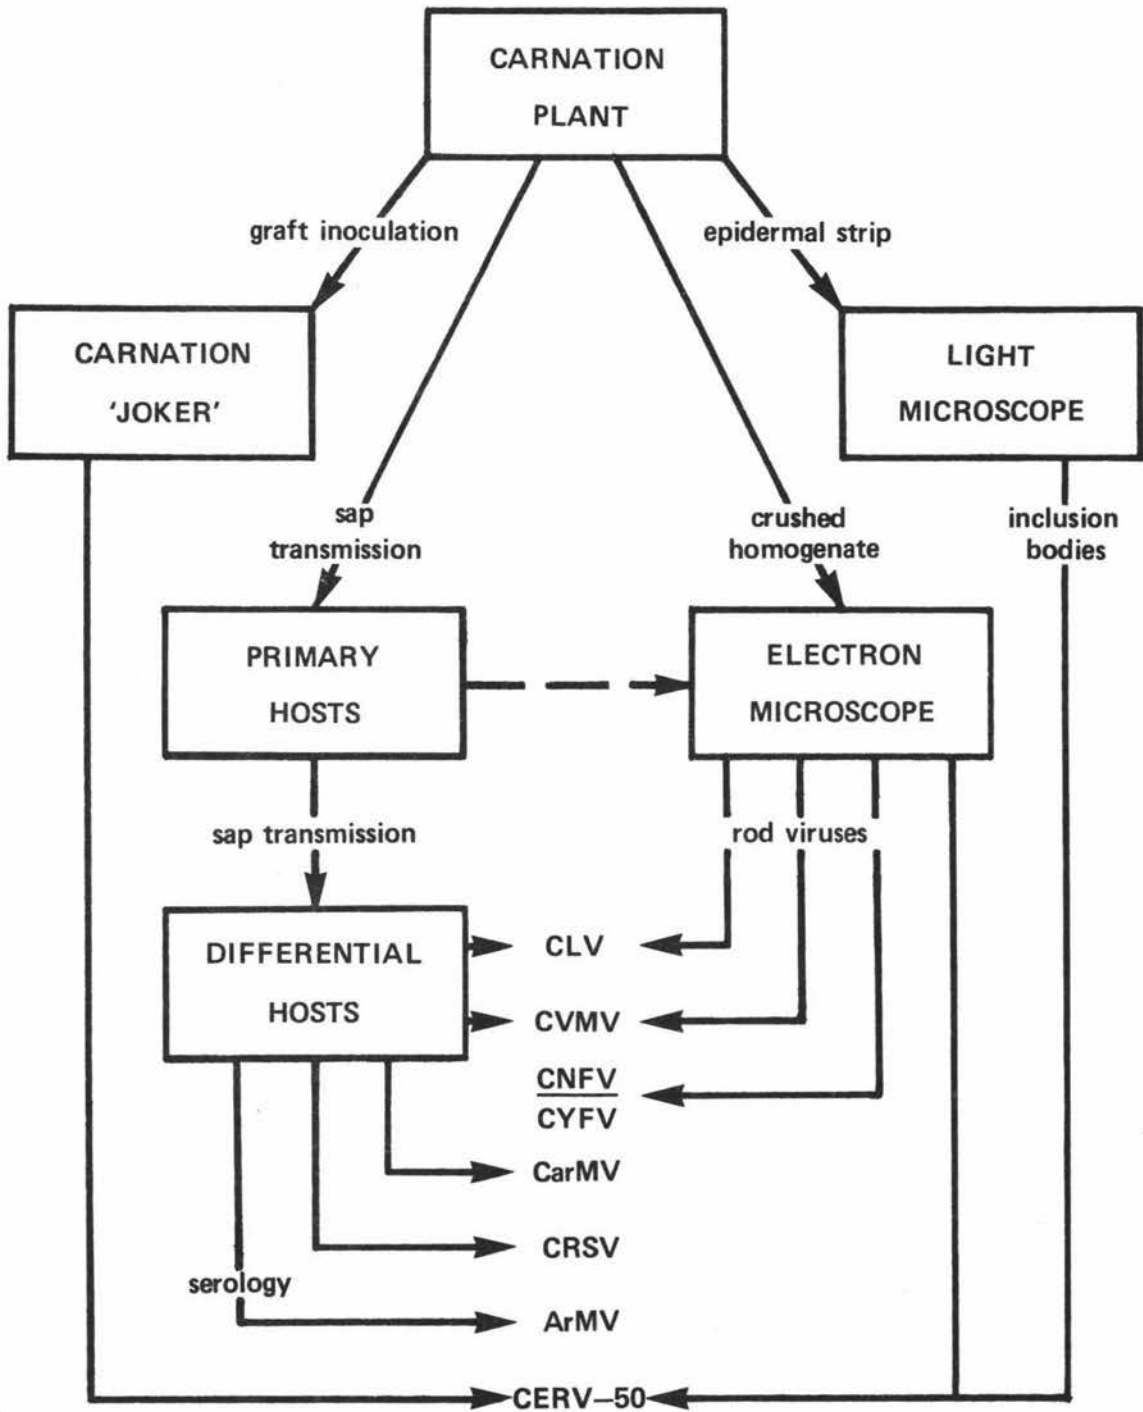 CARNATION
PLANT
graft inoculation
epidermal strip
CARNATION
'JOKER'
LIGHT
MICROSCOPE
sap
transmission
crushed
homogenate
inclusion
bodies
PRIMARY
HOSTS
ELECTRON
MICROSCOPE
sap transmission
rod viruses
DIFFERENTIAL
HOSTS
CLV
CVMV
CNFV
CYFV
CarMV
CRSV
serology
ArMV
CERV–50